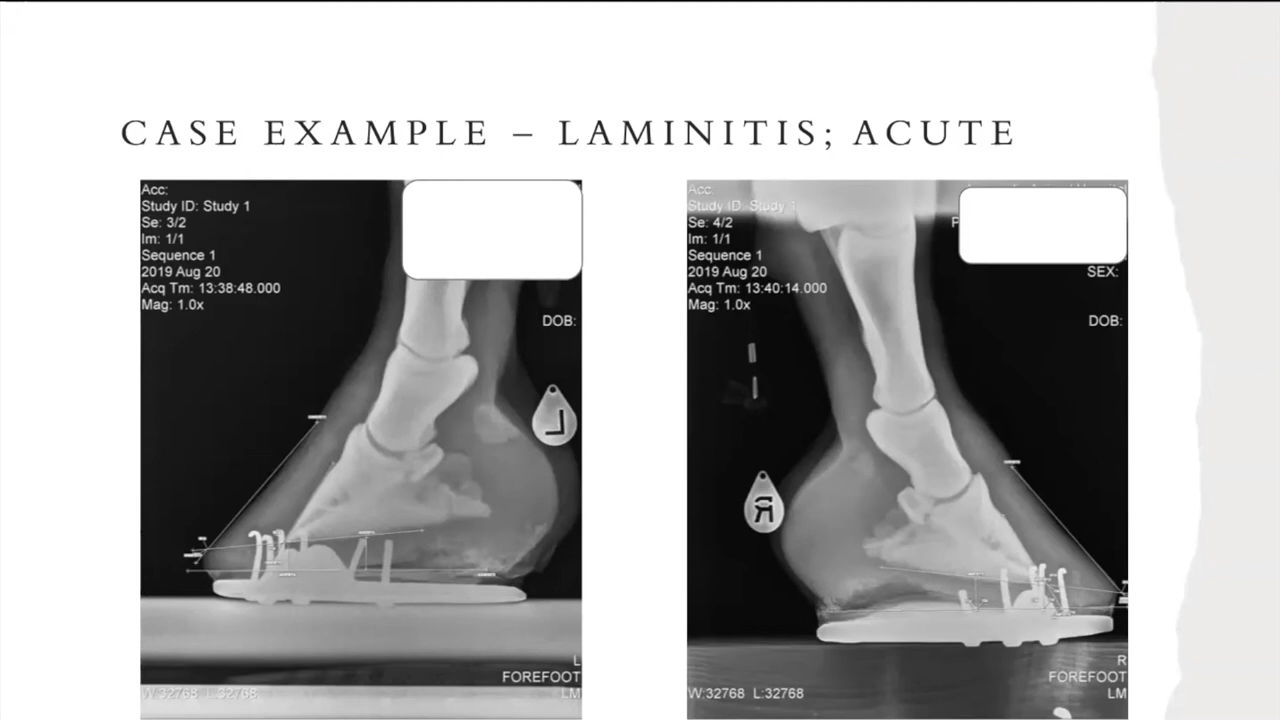 CASE EXAMPLE – LAMINITIS; ACUTE
Acc:
Study ID: Study 1
Se: 3/2
Im: 1/1
Sequence 1
2019 Aug 20
Acq Tm: 13:38:48.000
Mag: 1.0x
DOB:
L
L
FOREFOOT
LM
W:32768 L:32768
Acc:
Study ID: Study 1
Se: 4/2
Im: 1/1
Sequence 1
2019 Aug 20
Acq Tm: 13:40:14.000
Mag: 1.0x
P
SEX:
DOB:
R
R
FOREFOOT
LM
W:32768 L:32768